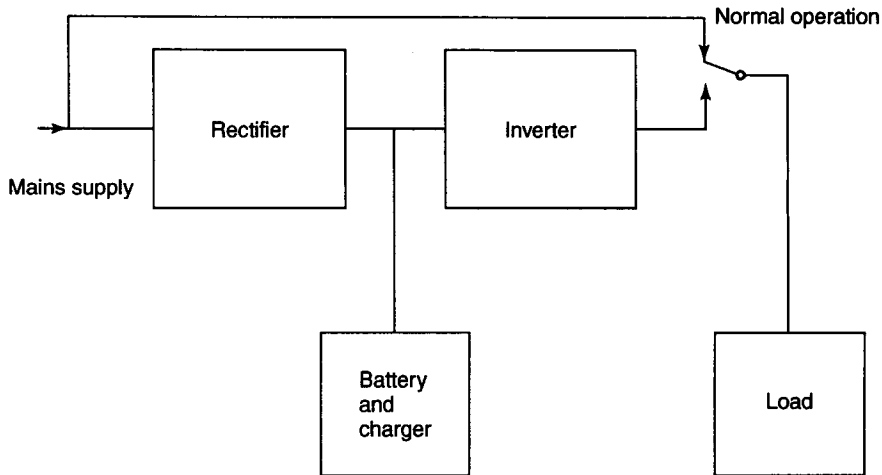 Normal operation
Rectifier
Inverter
Mains supply
Battery
and
charger
Load